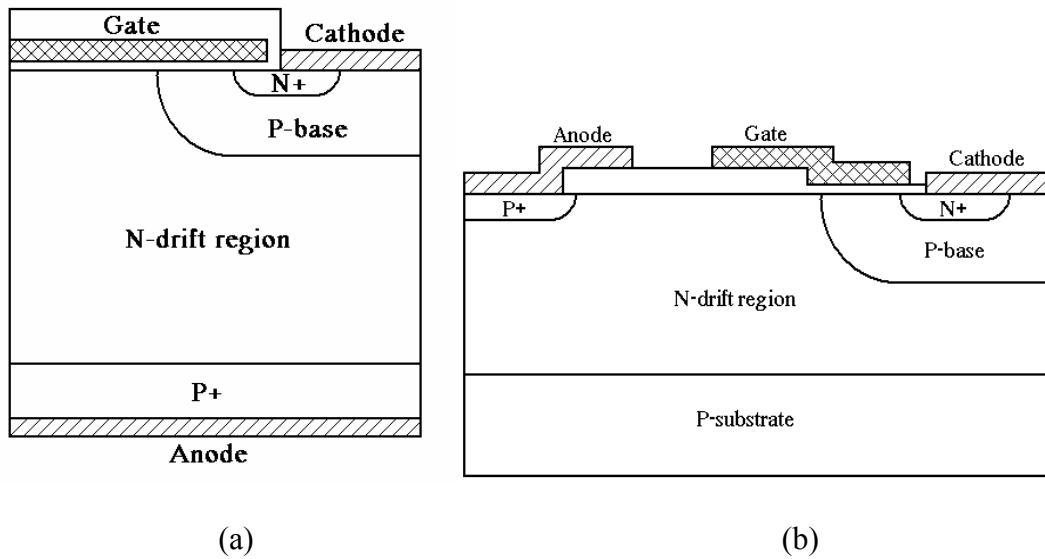 Gate
Cathode
N+
P-base
N-drift region
P+
Anode
(a)
Anode
Gate
Cathode
P+
N+
P-base
N-drift region
P-substrate
(b)